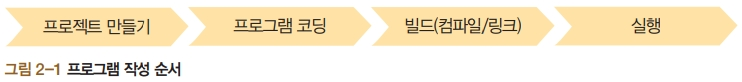 프로젝트 만들기
프로그램 코딩
빌드(컴파일/링크)
실행
그림 2-1 프로그램 작성 순서